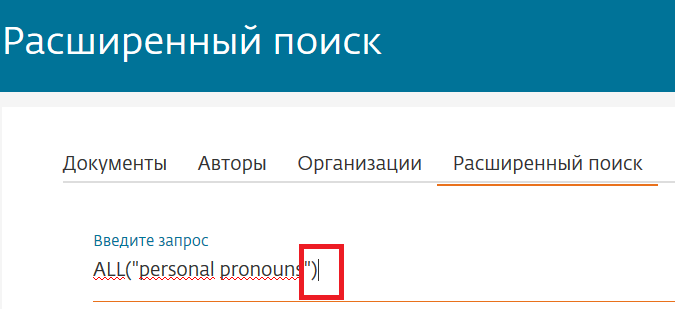 Расширенный поиск
Документы Авторы Организации Расширенный поиск
Введите запрос
ALL("personal pronouns")